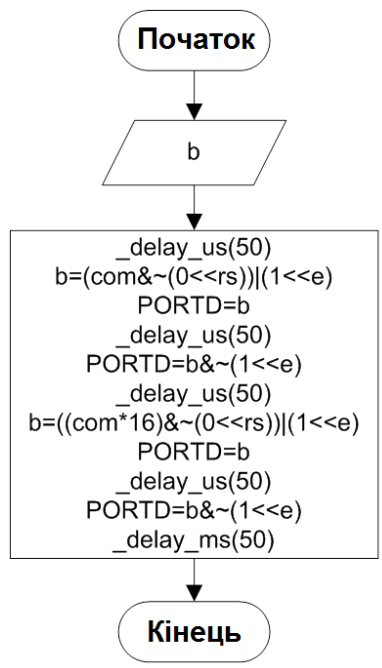 Початок
b
_delay_us(50)
b=(com&~(0<<rs))|(1<<e)
PORTD=b
_delay_us(50)
PORTD=b&~(1<<e)
_delay_us(50)
b=((com*16)&~(0<<rs))|(1<<e)
PORTD=b
_delay_us(50)
PORTD=b&~(1<<e)
_delay_ms(50)
Кінець